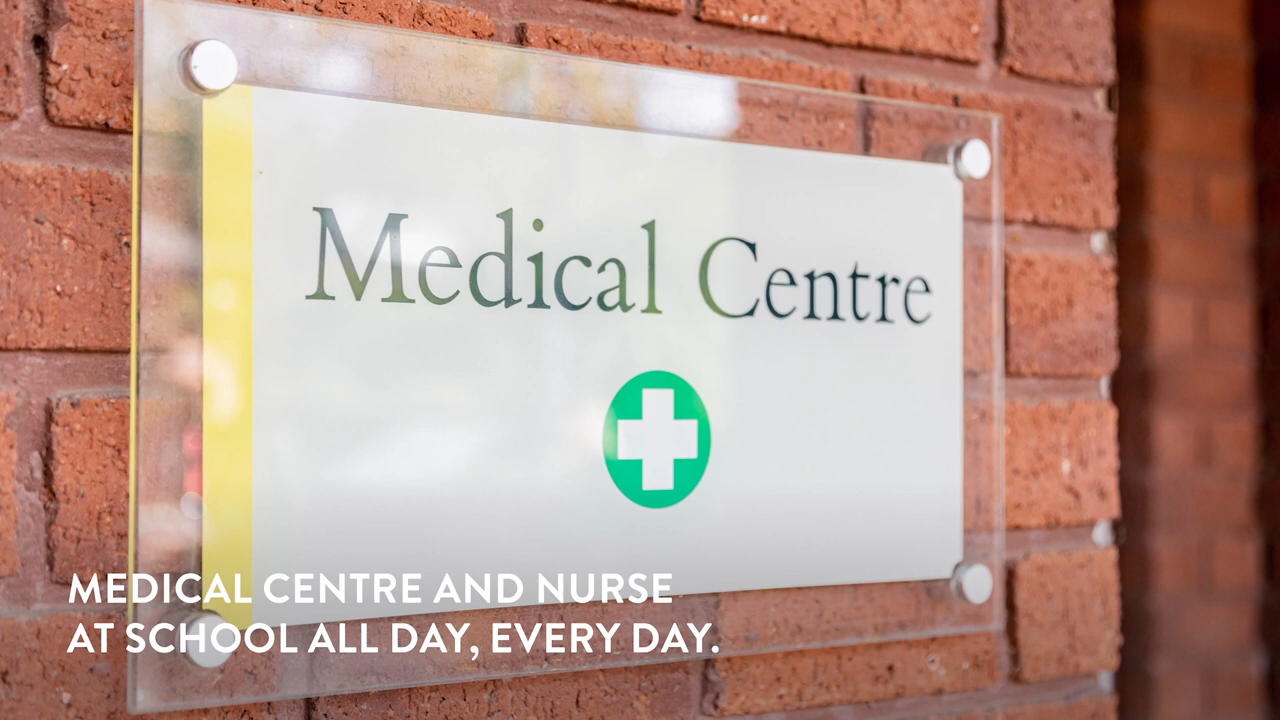 Medical Centre
MEDICAL CENTRE AND NURSE
AT SCHOOL ALL DAY, EVERY DAY.